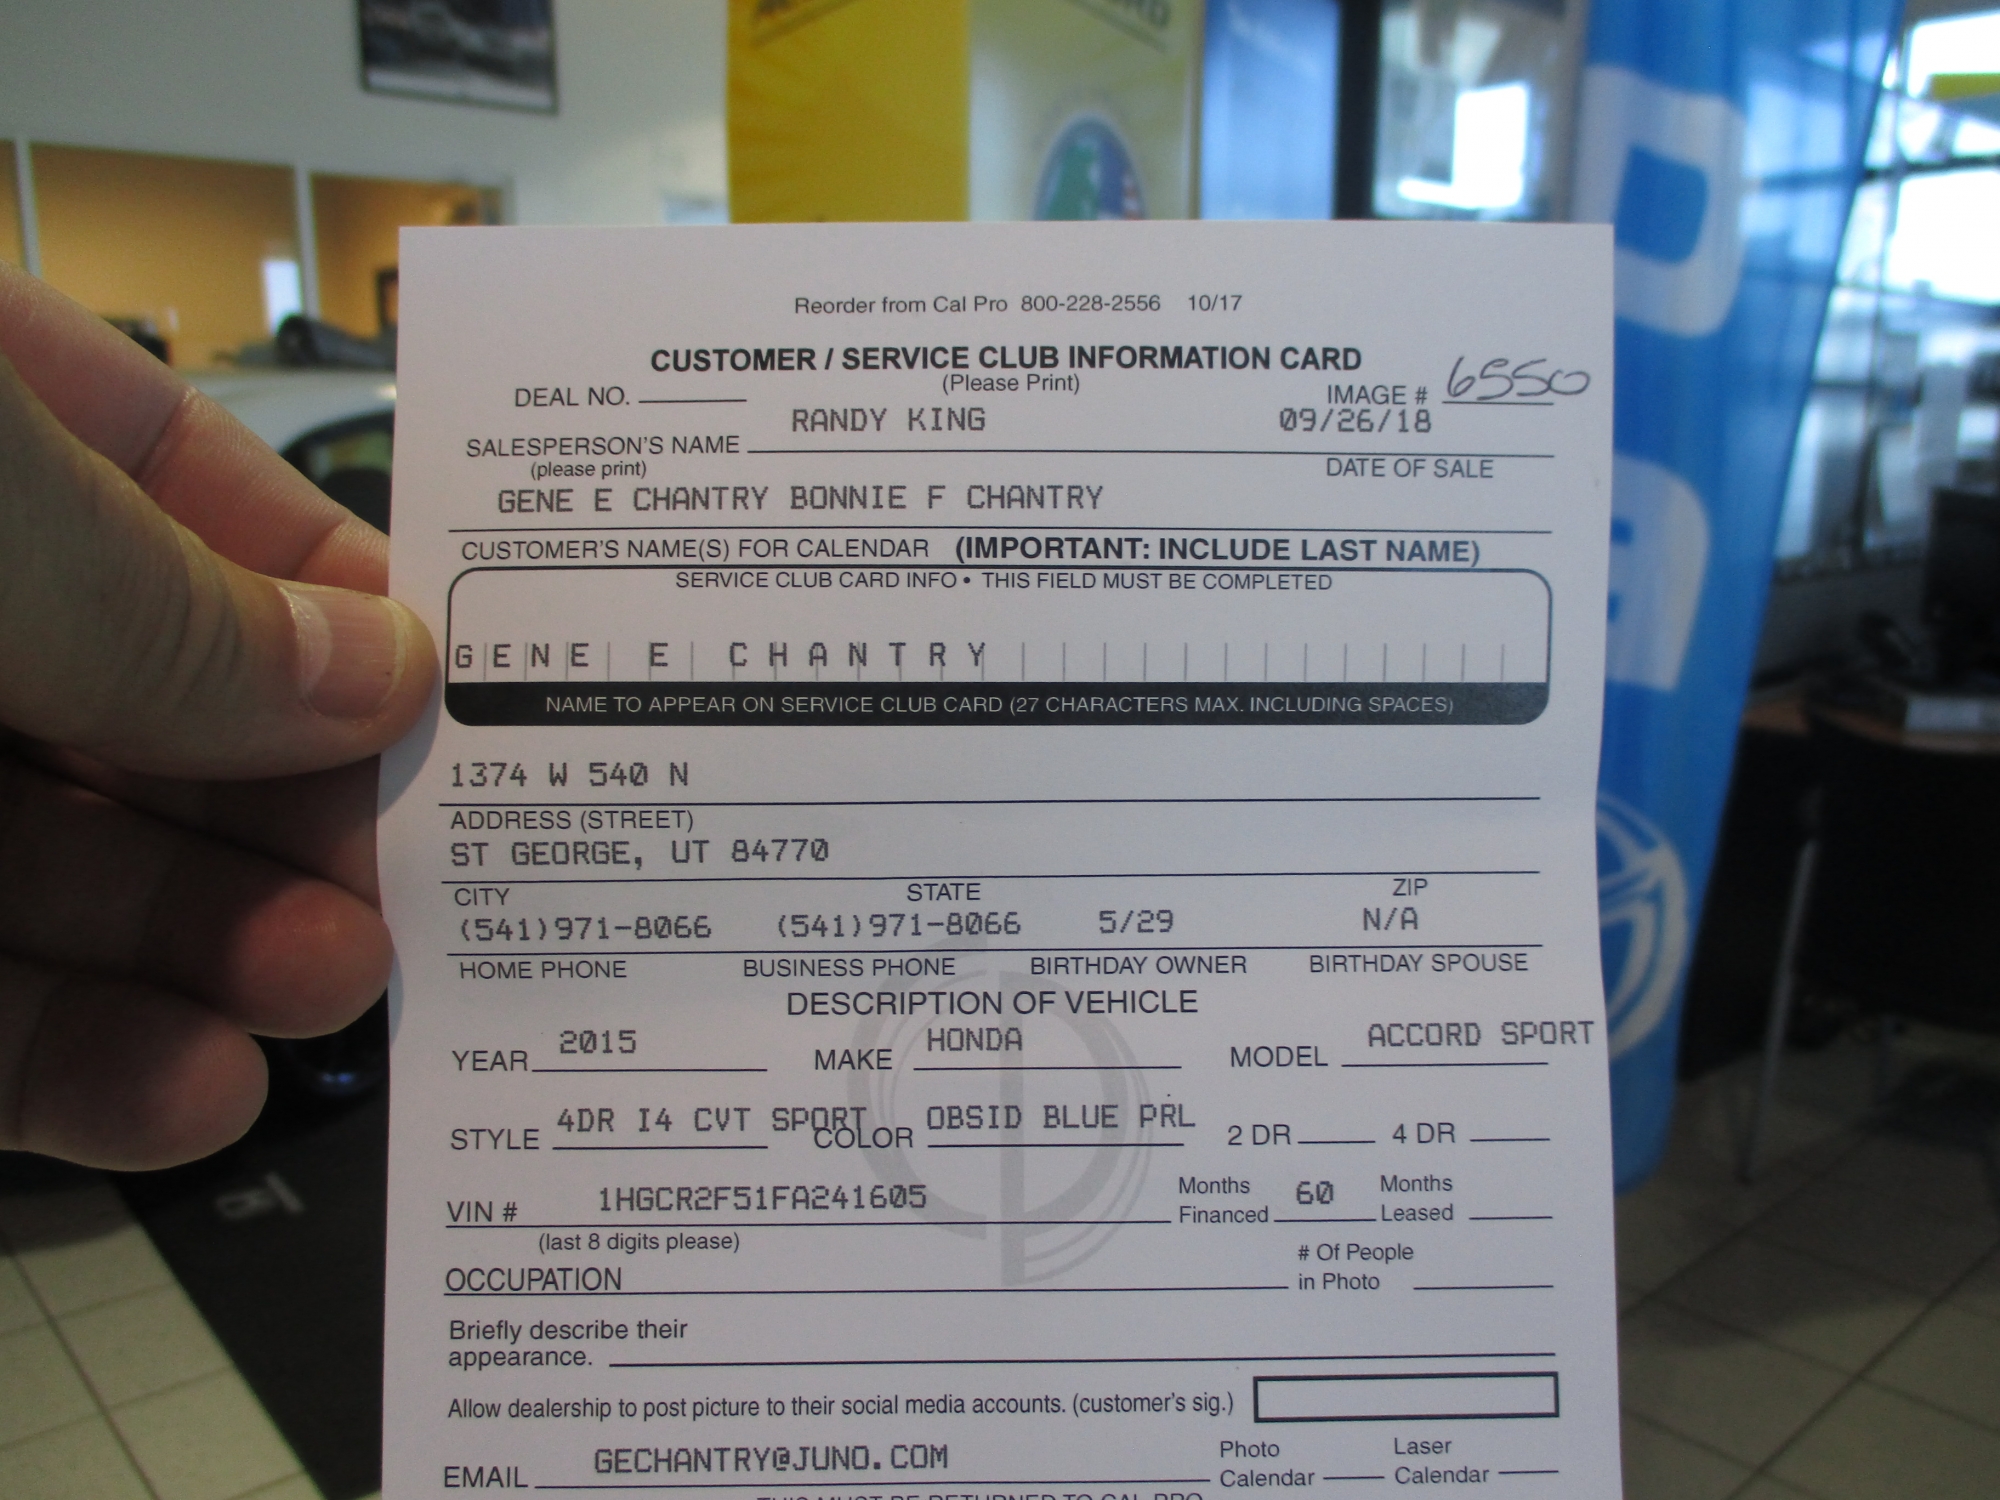 Reorder from Cal Pro 800-228-2556 10/17
CUSTOMER / SERVICE CLUB INFORMATION CARD
(Please Print)
DEAL NO. IMAGE # 6550
RANDY KING 09/26/18
SALESPERSON'S NAME
(please print) DATE OF SALE
GENE E CHANTRY BONNIE F CHANTRY
CUSTOMER'S NAME(S) FOR CALENDAR (IMPORTANT: INCLUDE LAST NAME)
SERVICE CLUB CARD INFO • THIS FIELD MUST BE COMPLETED
GENE E CHANTRY
NAME TO APPEAR ON SERVICE CLUB CARD (27 CHARACTERS MAX. INCLUDING SPACES)
1374 W 540 N
ADDRESS (STREET)
ST GEORGE, UT 84770
CITY STATE ZIP
(541)971-8066 (541)971-8066 5/29 N/A
HOME PHONE BUSINESS PHONE BIRTHDAY OWNER BIRTHDAY SPOUSE
DESCRIPTION OF VEHICLE
YEAR 2015 MAKE HONDA MODEL ACCORD SPORT
STYLE 4DR I4 CVT SPORT COLOR OBSID BLUE PRL 2 DR 4 DR
VIN # 1HGCR2F51FA241605 Months Financed 60 Months Leased
(last 8 digits please)
OCCUPATION # Of People in Photo
Briefly describe their
appearance.
Allow dealership to post picture to their social media accounts. (customer's sig.)
EMAIL GECHANTRY@JUNO.COM Photo Calendar Laser Calendar
THIS MUST BE RETURNED TO CAL PRO